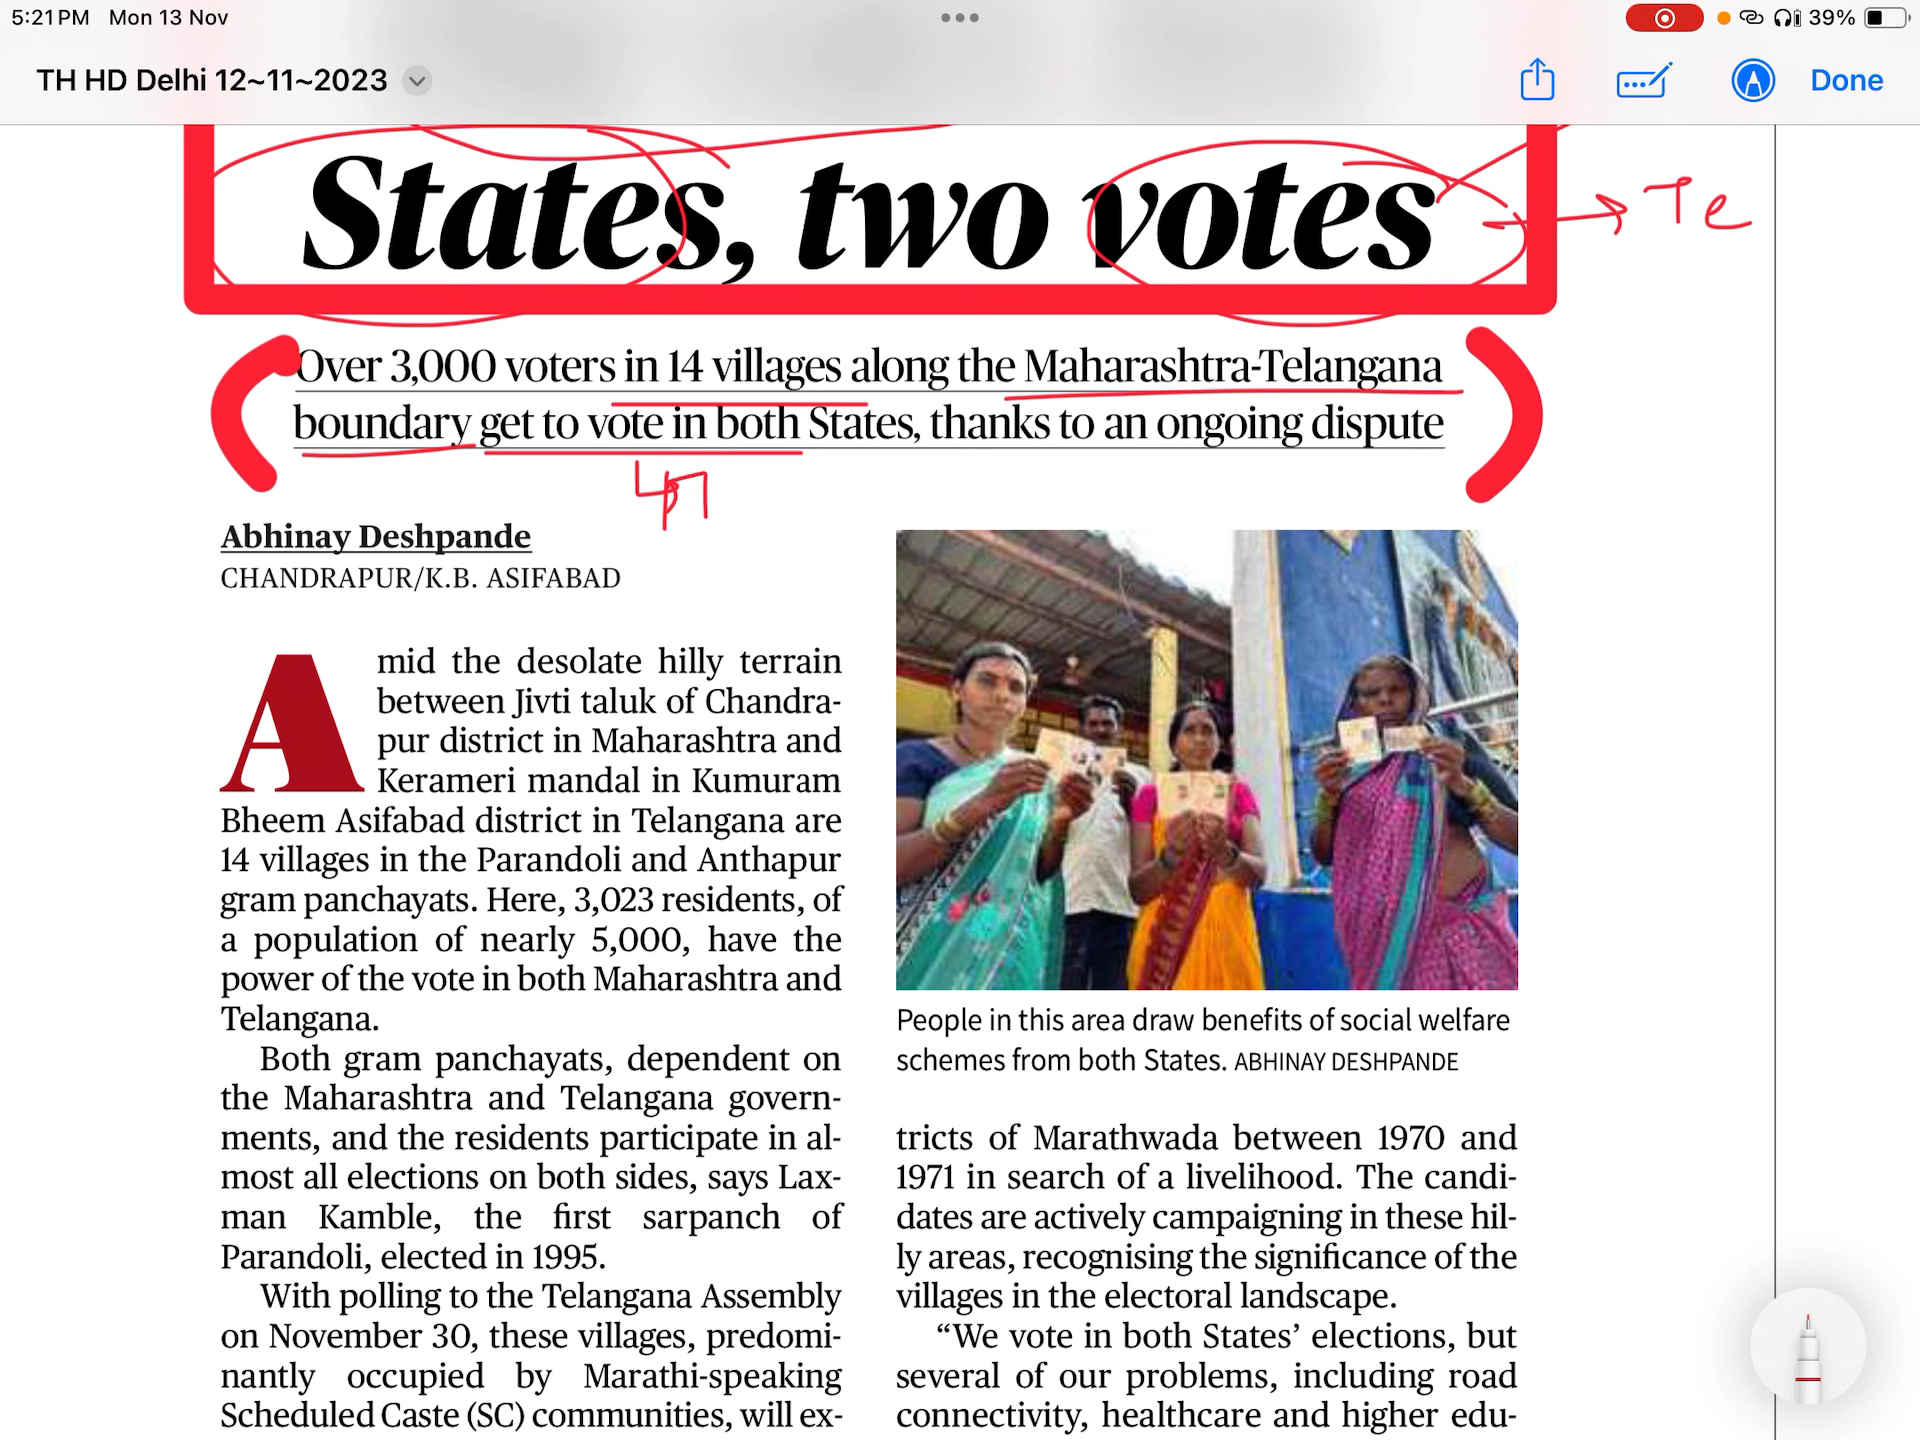 5:21 PM Mon 13 Nov
39%
TH HD Delhi 12~11~2023
Done
States, two votes
Te
Over 3,000 voters in 14 villages along the Maharashtra-Telangana
boundary get to vote in both States, thanks to an ongoing dispute
Abhinay Deshpande
CHANDRAPUR/K.B. ASIFABAD
Amid the desolate hilly terrain
between Jivti taluk of Chandra-
pur district in Maharashtra and
Kerameri mandal in Kumuram
Bheem Asifabad district in Telangana are
14 villages in the Parandoli and Anthapur
gram panchayats. Here, 3,023 residents, of
a population of nearly 5,000, have the
power of the vote in both Maharashtra and
Telangana.
Both gram panchayats, dependent on
the Maharashtra and Telangana govern-
ments, and the residents participate in al-
most all elections on both sides, says Lax-
man Kamble, the first sarpanch of
Parandoli, elected in 1995.
With polling to the Telangana Assembly
on November 30, these villages, predomi-
nantly occupied by Marathi-speaking
Scheduled Caste (SC) communities, will ex-
People in this area draw benefits of social welfare
schemes from both States. ABHINAY DESHPANDE
tricts of Marathwada between 1970 and
1971 in search of a livelihood. The candi-
dates are actively campaigning in these hil-
ly areas, recognising the significance of the
villages in the electoral landscape.
“We vote in both States’ elections, but
several of our problems, including road
connectivity, healthcare and higher edu-